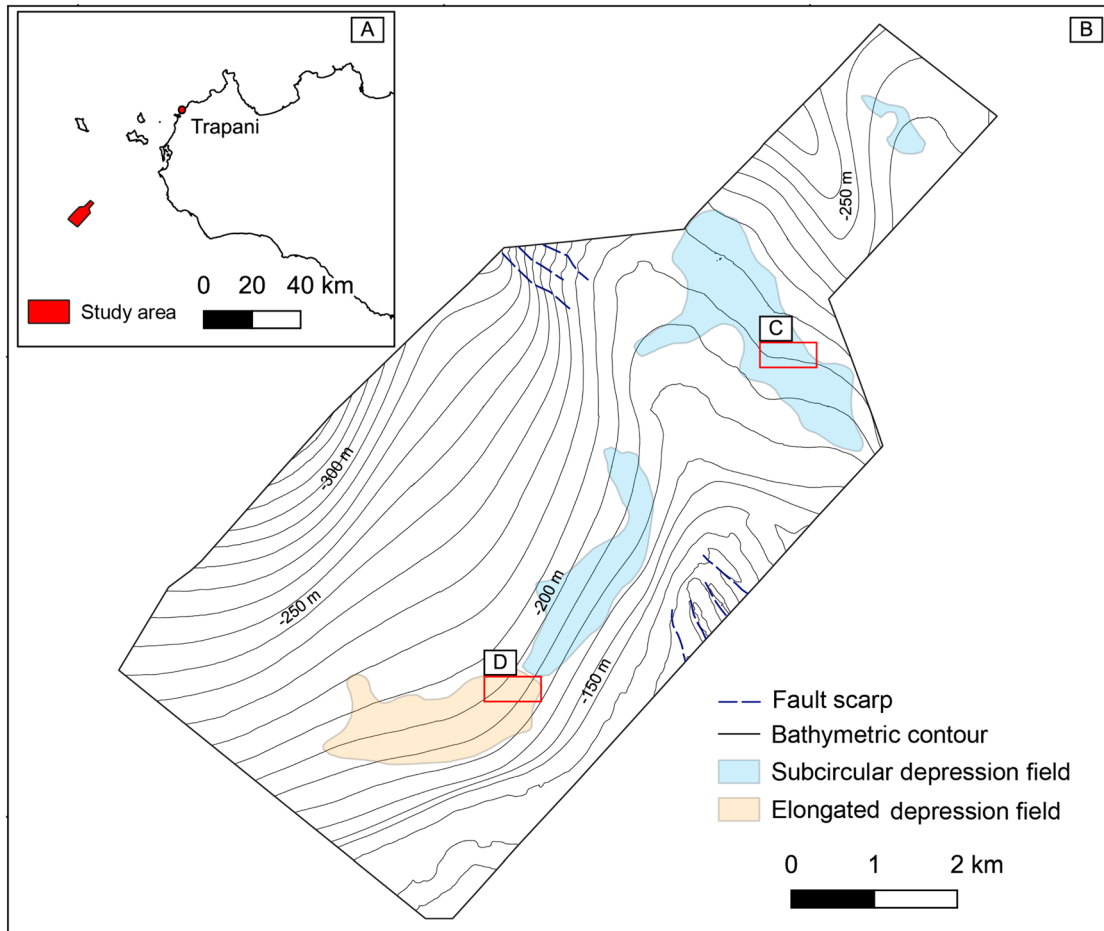 A
Trapani
0 20 40 km
Study area
B
-250 m
C
-300 m
-250 m
-200 m
D
-150 m
Fault scarp
Bathymetric contour
Subcircular depression field
Elongated depression field
0 1 2 km